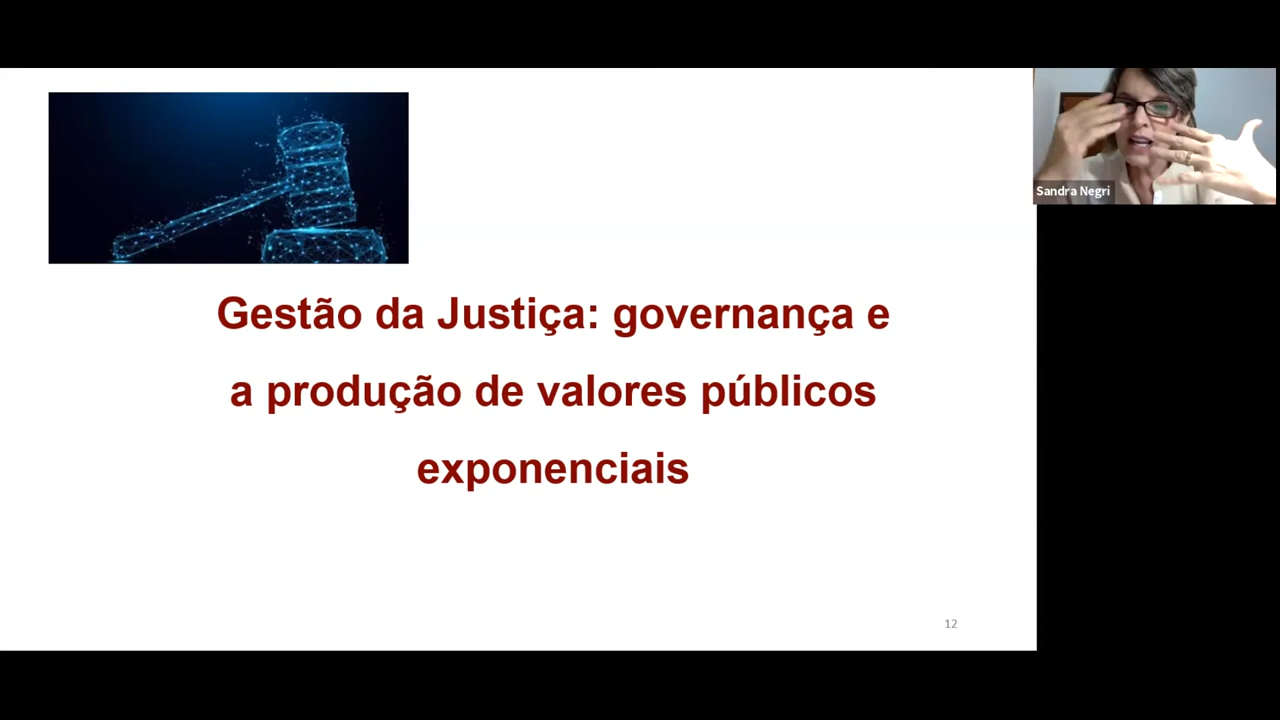 Sandra Negri
Gestão da Justiça: governança e
a produção de valores públicos
exponenciais
12